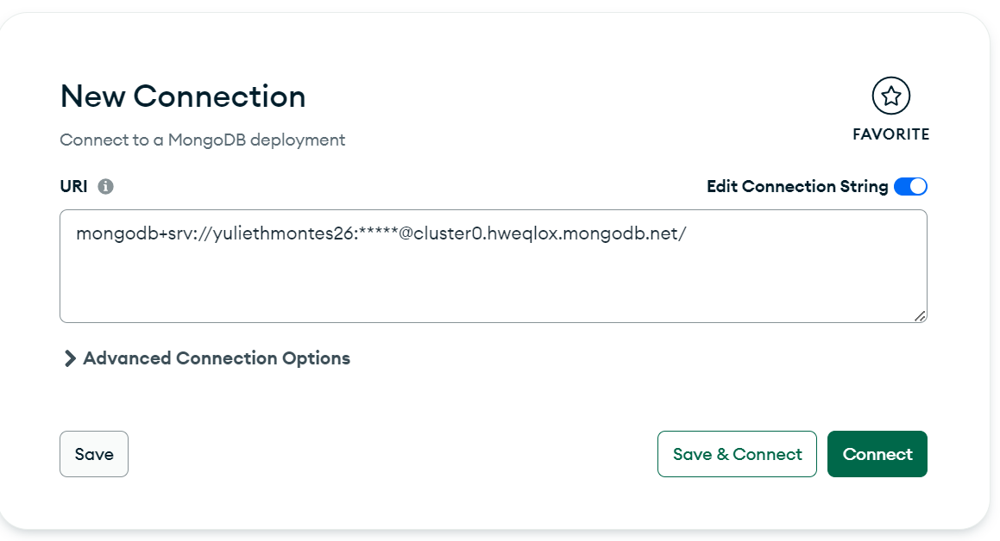 New Connection
FAVORITE
Connect to a MongoDB deployment
URI
Edit Connection String
mongodb+srv://yuliethmontes26:*****@cluster0.hweqlox.mongodb.net/
Advanced Connection Options
Save
Save & Connect
Connect